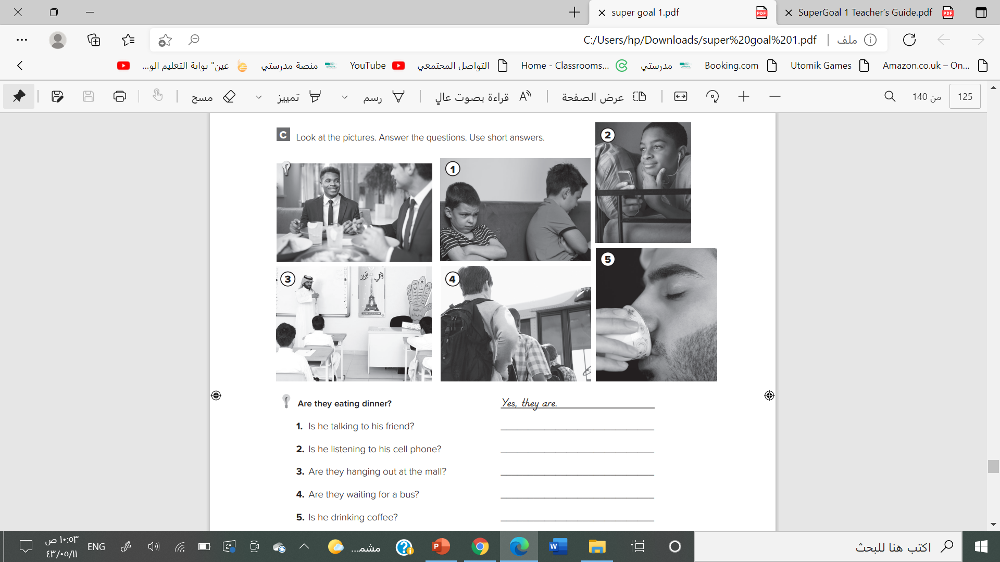 super goal 1.pdf
SuperGoal 1 Teacher's Guide.pdf
C:/Users/hp/Downloads/super%20goal%201.pdf
ملف
Amazon.co.uk – On...
Utomik Games
Booking.com
مدرستي
Home - Classrooms...
التواصل المجتمعي
YouTube
منصة مدرستي
عين" بوابة التعليم الو...
125
من 140
عرض الصفحة
قراءة بصوت عالٍ
رسم
تمييز
مسح
C Look at the pictures. Answer the questions. Use short answers.
1
2
3
4
5
Are they eating dinner? Yes, they are.
1. Is he talking to his friend?
2. Is he listening to his cell phone?
3. Are they hanging out at the mall?
4. Are they waiting for a bus?
5. Is he drinking coffee?
اكتب هنا للبحث
مشم...
ENG
١٠:٥٣ ص
٤٣/٠٥/١١